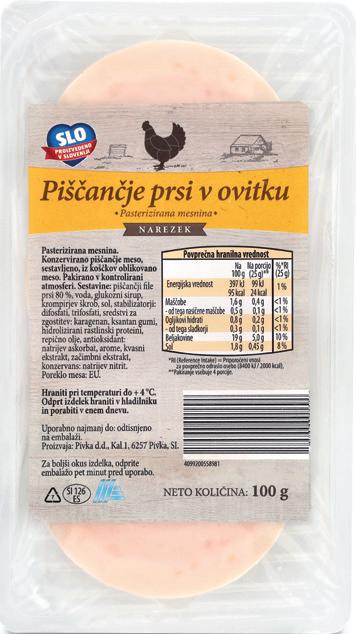 SLO
PROIZVEDENO
V SLOVENIJI
Piščančje prsi v ovitku
• Pasterizirana mesnina •
NAREZEK
Pasterizirana mesnina.
Konzervirano piščančje meso,
sestavljeno, iz koščkov oblikovano
meso. Pakirano v kontrolirani
atmosferi. Sestavine: piščančji file
prsi 80 %, voda, glukozni sirup,
krompirjev škrob, sol, stabilizatorji:
difosfati, trifosfati, sredstvi za
zgostitev: karagenan, ksantan gumi,
hidrolizirani rastlinski proteini,
repično olje, antioksidant:
natrijev askorbat, arome, kvasni
ekstrakt, začimbni ekstrakt,
konzervans: natrijev nitrit.
Poreklo mesa: EU.
Hraniti pri temperaturi do + 4 °C.
Odprt izdelek hraniti v hladilniku
in porabiti v enem dnevu.
Uporabno najmanj do: odtisnjeno
na embalaži.
Proizvaja: Pivka d.d., Kal 1, 6257 Pivka, SI.
Za boljši okus izdelka, odprite
embalažo pet minut pred uporabo.
SI 126
ES
Povprečna hranilna vrednost
Na 100 g Na porcijo (25 g)** %*RI (25 g)
Energijska vrednost 397 kJ 99 kJ 1%
95 kcal 24 kcal
Maščobe 1,6 g 0,4 g <1 %
- od tega nasičene maščobe 0,5 g 0,1 g <1 %
Ogljikovi hidrati 0,8 g 0,2 g <1 %
- od tega sladkorji 0,3 g 0,1 g <1 %
Beljakovine 19 g 5,0 g 10 %
Sol 1,8 g 0,45 g 8%
*RI (Reference Intake) = Priporočeni vnosi
za povprečno odraslo osebo (8400 kJ / 2000 kcal),
**Pakiranje vsebuje 4 porcije.
4099200558981
NETO KOLIČINA: 100 g